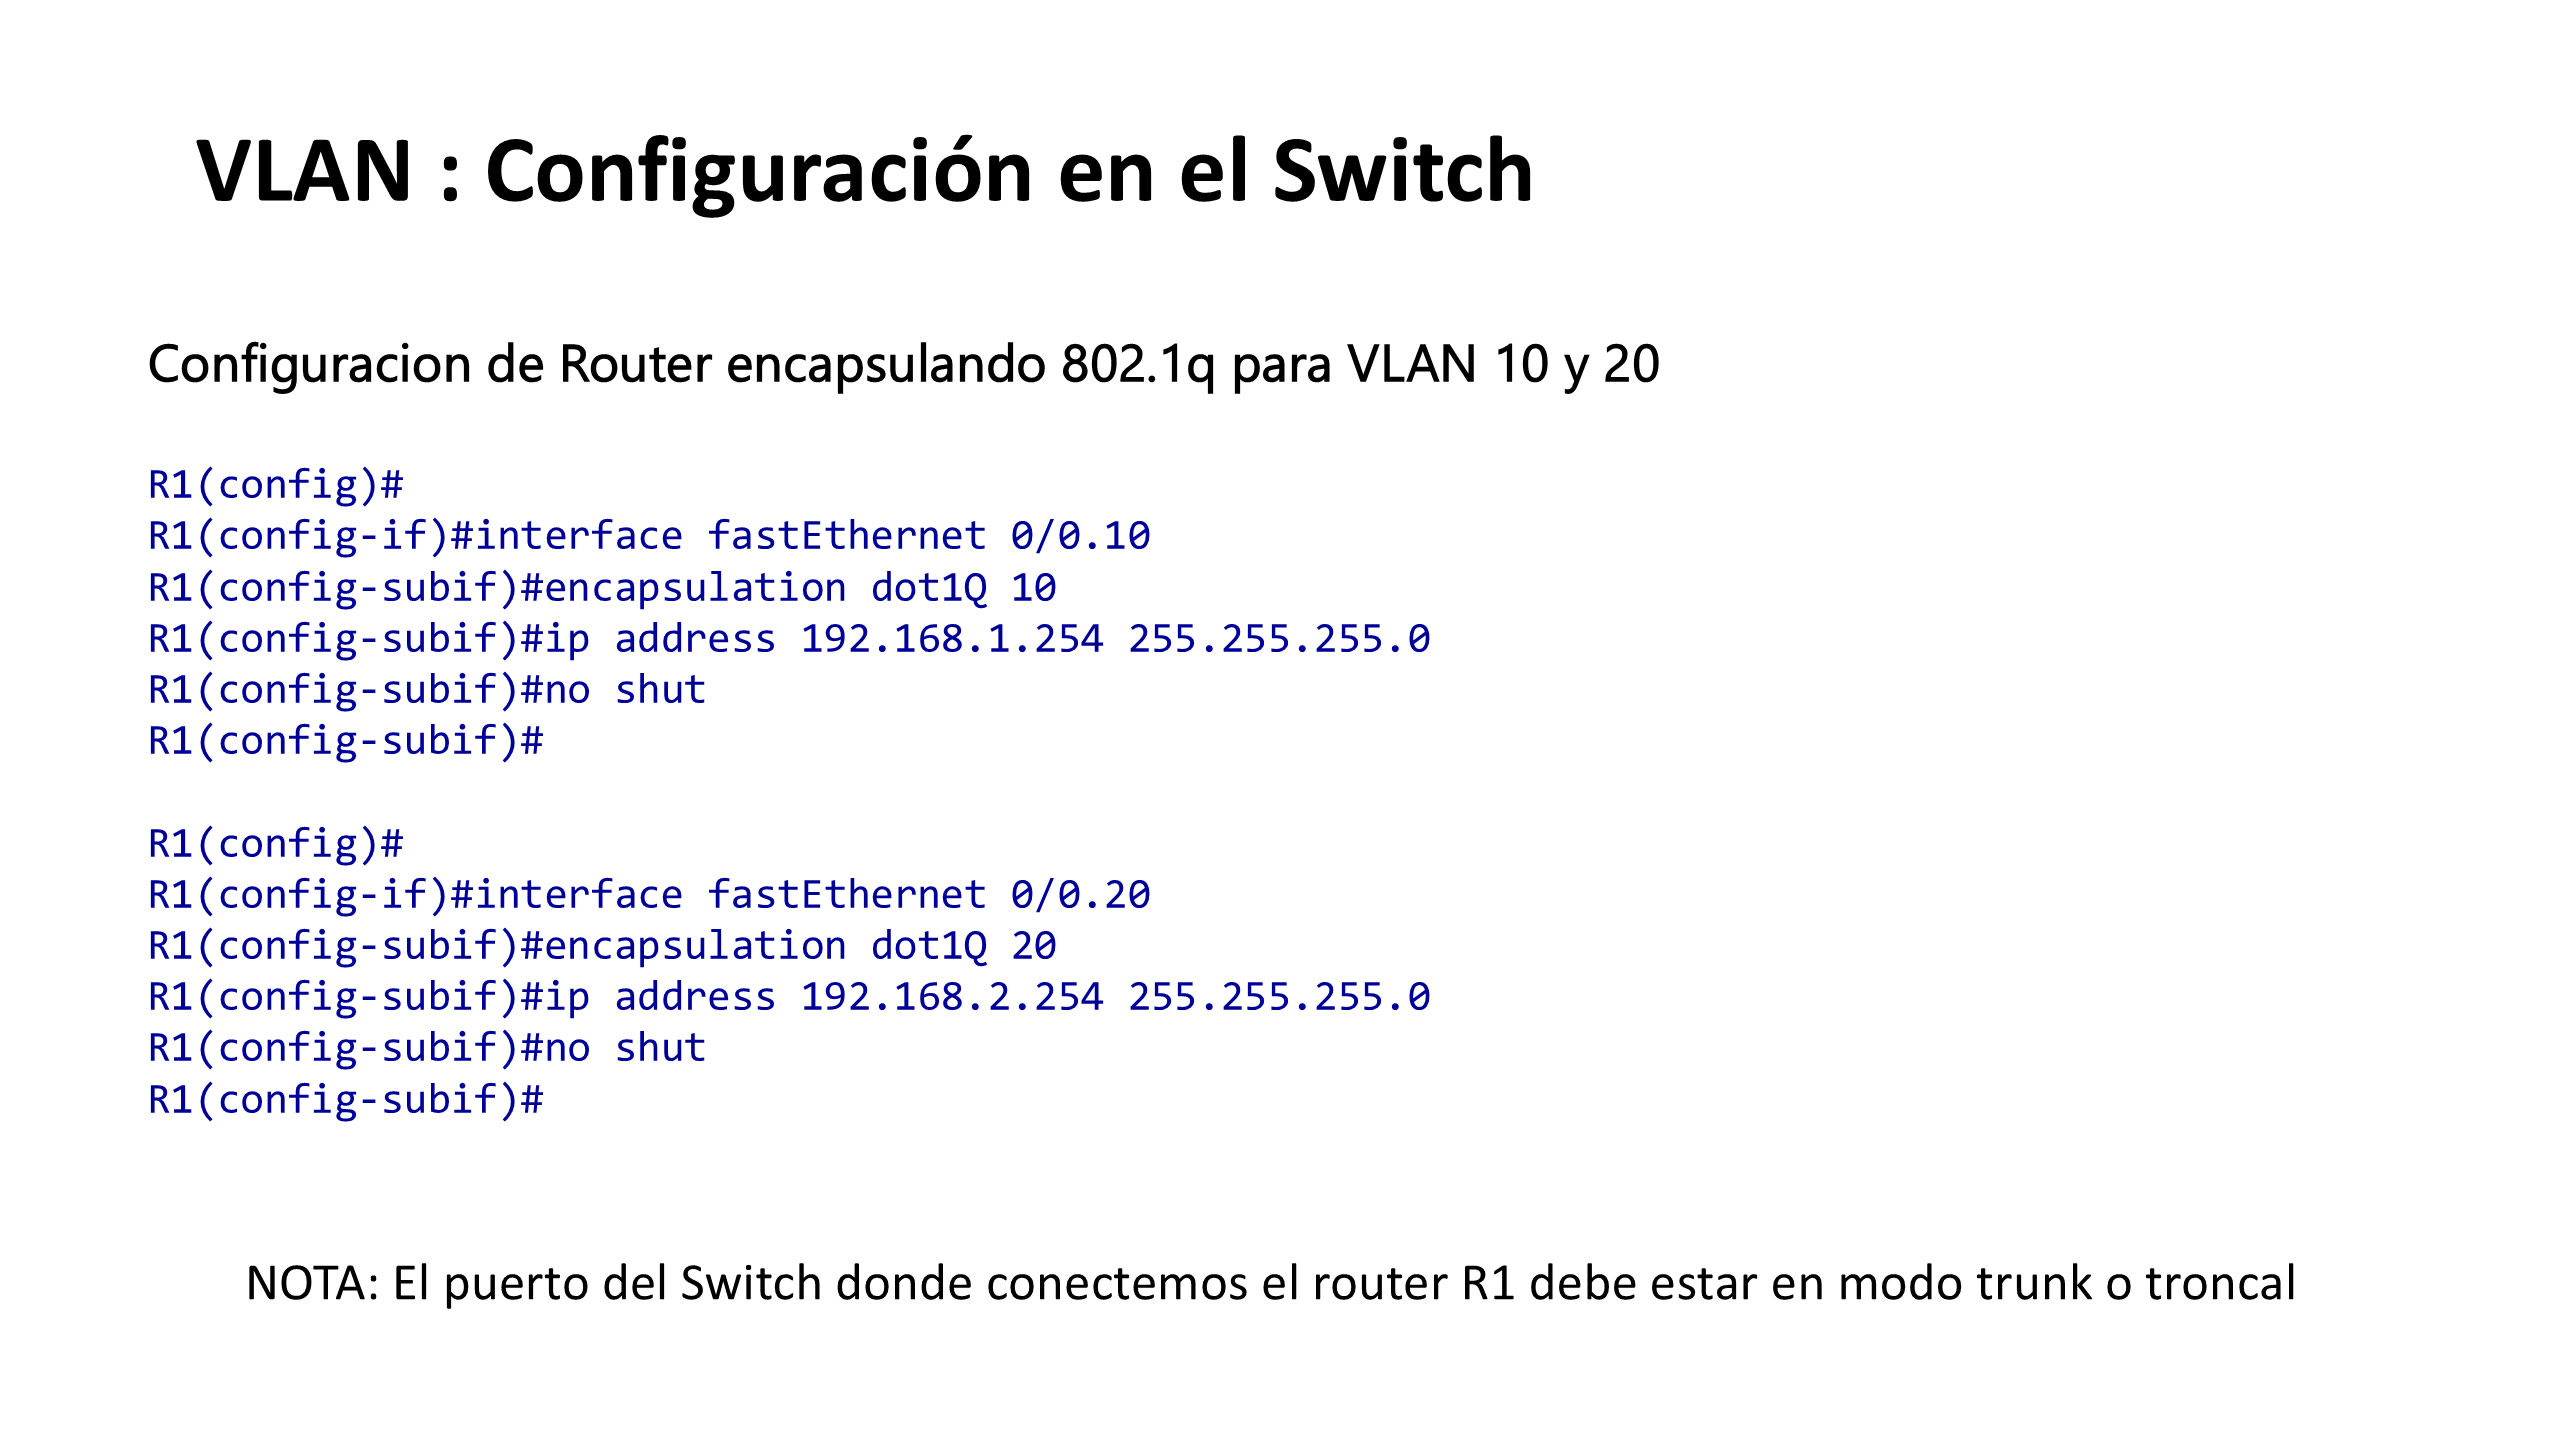 VLAN : Configuración en el Switch
Configuracion de Router encapsulando 802.1q para VLAN 10 y 20
R1(config)#
R1(config-if)#interface fastEthernet 0/0.10
R1(config-subif)#encapsulation dot1Q 10
R1(config-subif)#ip address 192.168.1.254 255.255.255.0
R1(config-subif)#no shut
R1(config-subif)#
R1(config)#
R1(config-if)#interface fastEthernet 0/0.20
R1(config-subif)#encapsulation dot1Q 20
R1(config-subif)#ip address 192.168.2.254 255.255.255.0
R1(config-subif)#no shut
R1(config-subif)#
NOTA: El puerto del Switch donde conectemos el router R1 debe estar en modo trunk o troncal